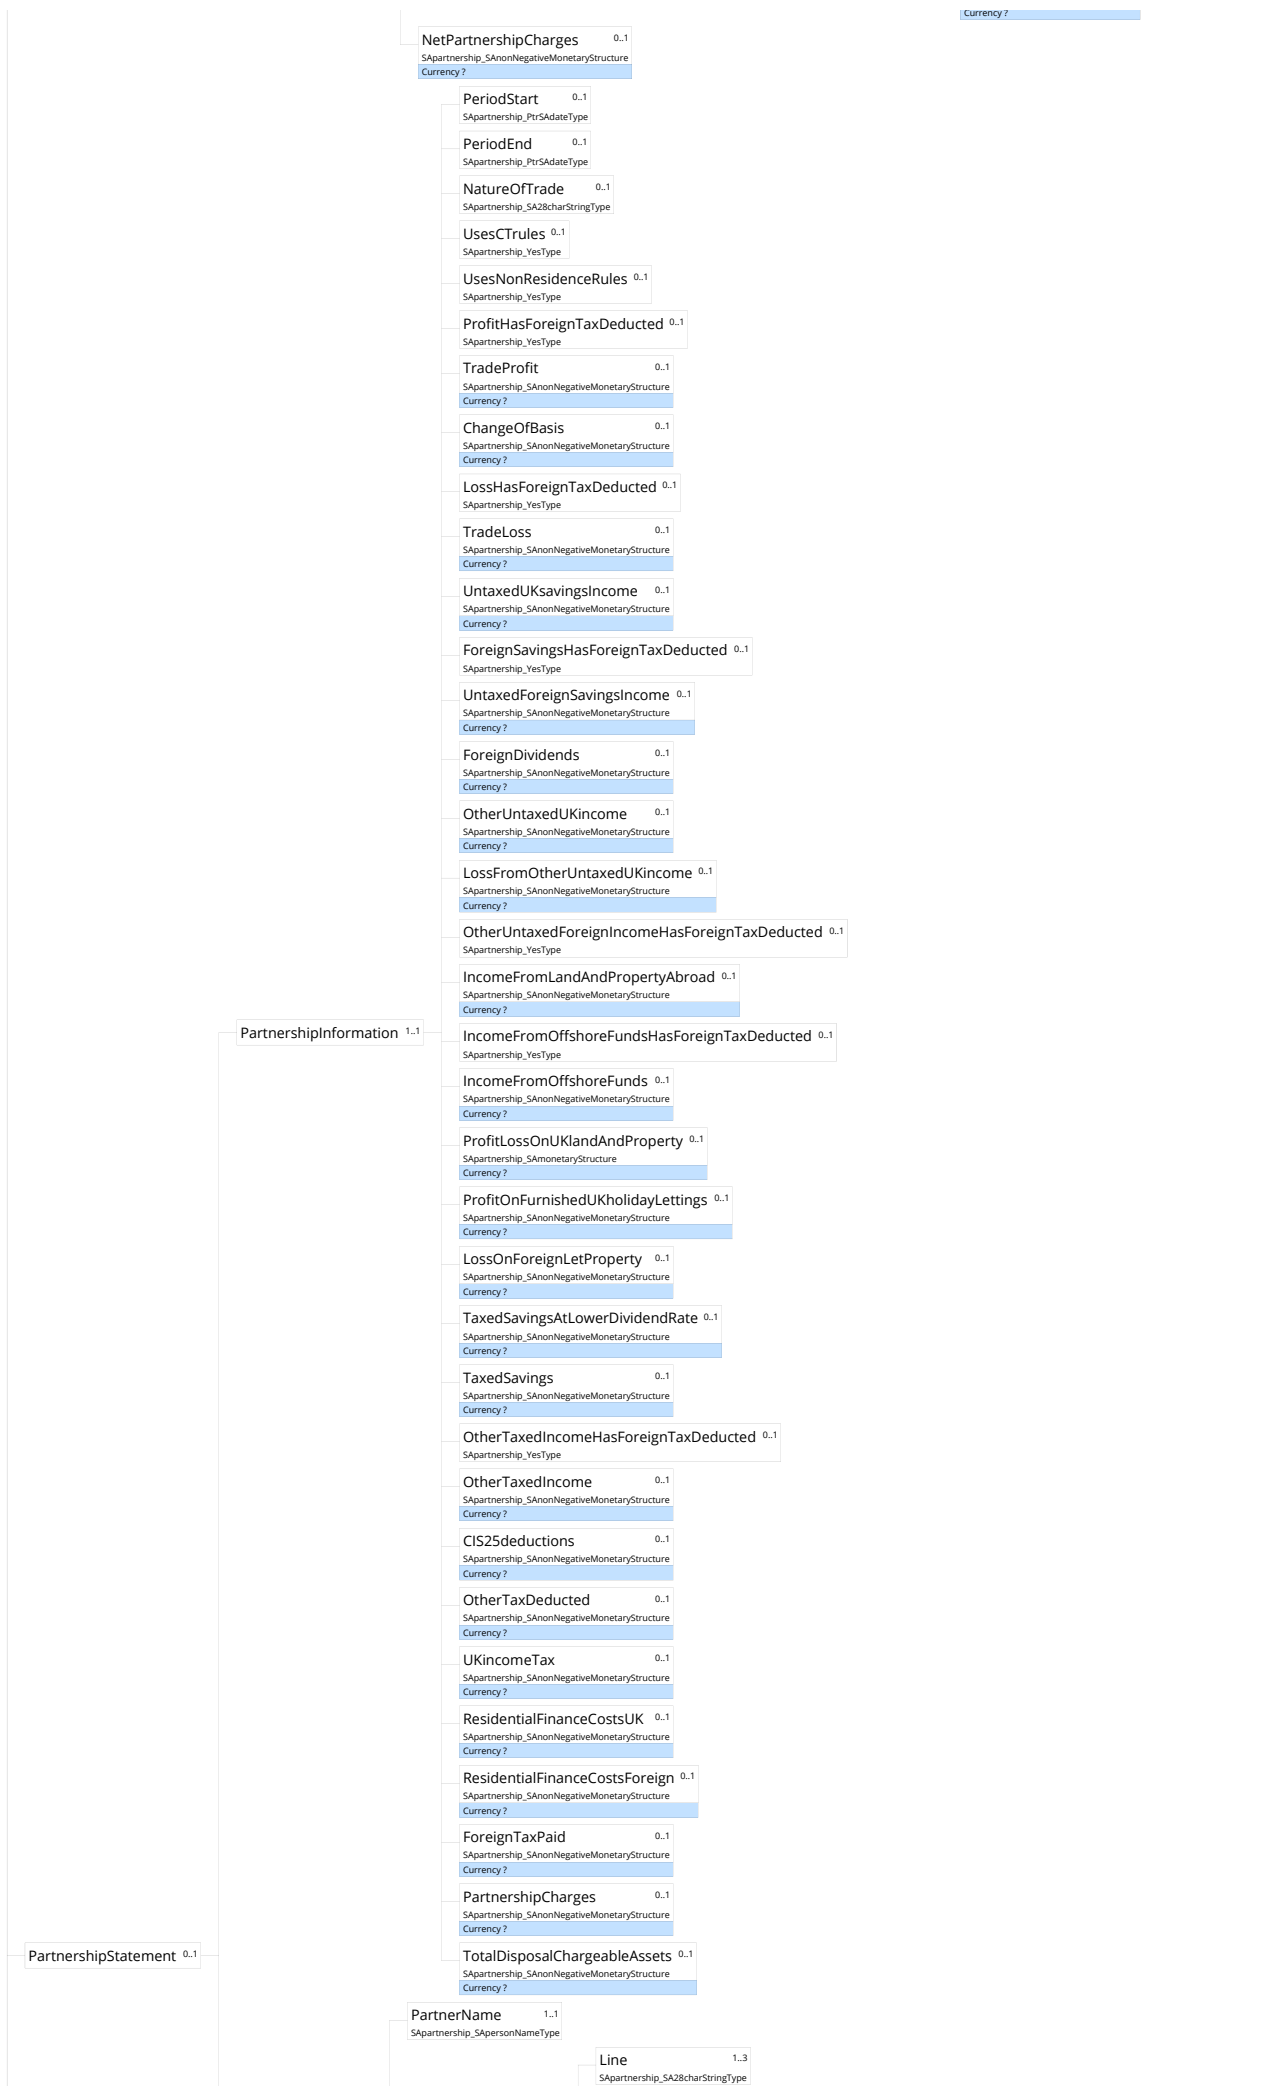 Currency ?
NetPartnershipCharges 0..1
SApartnership_SAnonNegativeMonetaryStructure
Currency ?
PeriodStart 0..1
SApartnership_PtrSAdateType
PeriodEnd 0..1
SApartnership_PtrSAdateType
NatureOfTrade 0..1
SApartnership_SA28charStringType
UsesCTrules 0..1
SApartnership_YesType
UsesNonResidenceRules 0..1
SApartnership_YesType
ProfitHasForeignTaxDeducted 0..1
SApartnership_YesType
TradeProfit 0..1
SApartnership_SAnonNegativeMonetaryStructure
Currency ?
ChangeOfBasis 0..1
SApartnership_SAnonNegativeMonetaryStructure
Currency ?
LossHasForeignTaxDeducted 0..1
SApartnership_YesType
TradeLoss 0..1
SApartnership_SAnonNegativeMonetaryStructure
Currency ?
UntaxedUKsavingsIncome 0..1
SApartnership_SAnonNegativeMonetaryStructure
Currency ?
ForeignSavingsHasForeignTaxDeducted 0..1
SApartnership_YesType
UntaxedForeignSavingsIncome 0..1
SApartnership_SAnonNegativeMonetaryStructure
Currency ?
ForeignDividends 0..1
SApartnership_SAnonNegativeMonetaryStructure
Currency ?
OtherUntaxedUKincome 0..1
SApartnership_SAnonNegativeMonetaryStructure
Currency ?
LossFromOtherUntaxedUKincome 0..1
SApartnership_SAnonNegativeMonetaryStructure
Currency ?
OtherUntaxedForeignIncomeHasForeignTaxDeducted 0..1
SApartnership_YesType
IncomeFromLandAndPropertyAbroad 0..1
SApartnership_SAnonNegativeMonetaryStructure
Currency ?
PartnershipInformation 1..1
IncomeFromOffshoreFundsHasForeignTaxDeducted 0..1
SApartnership_YesType
IncomeFromOffshoreFunds 0..1
SApartnership_SAnonNegativeMonetaryStructure
Currency ?
ProfitLossOnUKlandAndProperty 0..1
SApartnership_SAmonetaryStructure
Currency ?
ProfitOnFurnishedUKholidayLettings 0..1
SApartnership_SAnonNegativeMonetaryStructure
Currency ?
LossOnForeignLetProperty 0..1
SApartnership_SAnonNegativeMonetaryStructure
Currency ?
TaxedSavingsAtLowerDividendRate 0..1
SApartnership_SAnonNegativeMonetaryStructure
Currency ?
TaxedSavings 0..1
SApartnership_SAnonNegativeMonetaryStructure
Currency ?
OtherTaxedIncomeHasForeignTaxDeducted 0..1
SApartnership_YesType
OtherTaxedIncome 0..1
SApartnership_SAnonNegativeMonetaryStructure
Currency ?
CIS25deductions 0..1
SApartnership_SAnonNegativeMonetaryStructure
Currency ?
OtherTaxDeducted 0..1
SApartnership_SAnonNegativeMonetaryStructure
Currency ?
UKincomeTax 0..1
SApartnership_SAnonNegativeMonetaryStructure
Currency ?
ResidentialFinanceCostsUK 0..1
SApartnership_SAnonNegativeMonetaryStructure
Currency ?
ResidentialFinanceCostsForeign 0..1
SApartnership_SAnonNegativeMonetaryStructure
Currency ?
ForeignTaxPaid 0..1
SApartnership_SAnonNegativeMonetaryStructure
Currency ?
PartnershipCharges 0..1
SApartnership_SAnonNegativeMonetaryStructure
Currency ?
PartnershipStatement 0..1
TotalDisposalChargeableAssets 0..1
SApartnership_SAnonNegativeMonetaryStructure
Currency ?
PartnerName 1..1
SApartnership_SApersonNameType
Line 1..3
SApartnership_SA28charStringType